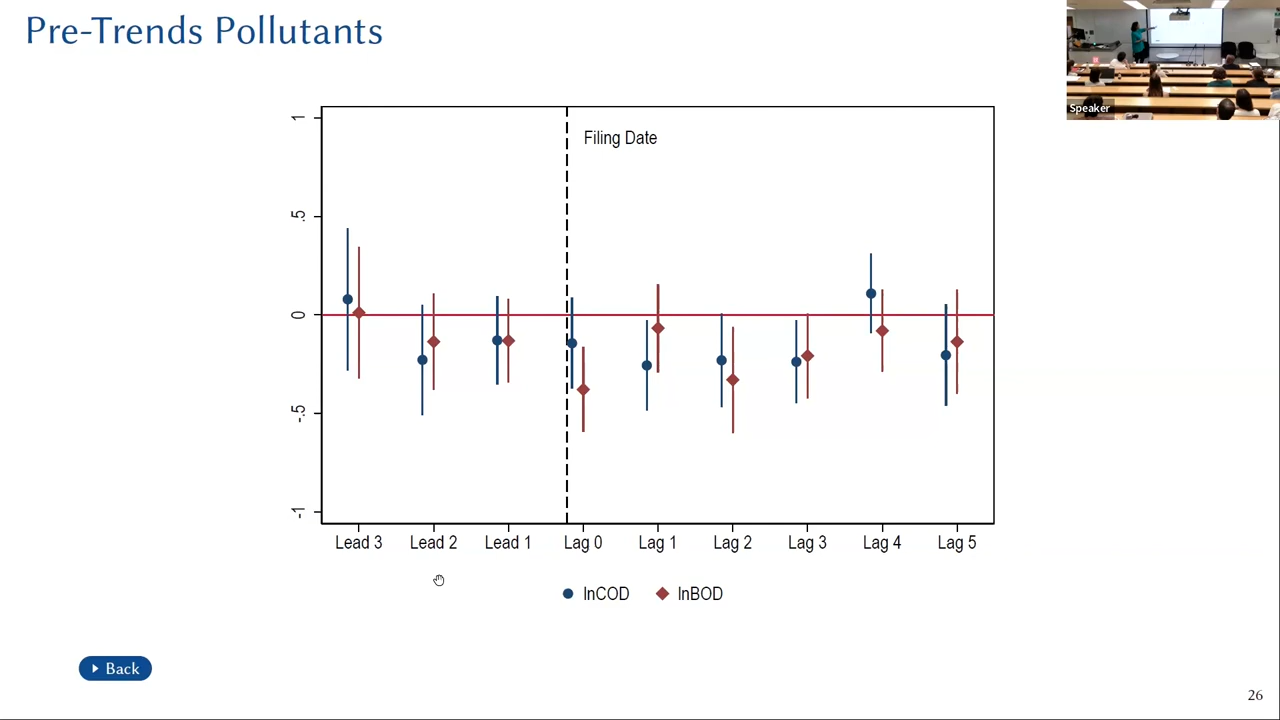 Pre-Trends Pollutants
Speaker
Filing Date
1
.5
0
-.5
-1
Lead 3 Lead 2 Lead 1 Lag 0 Lag 1 Lag 2 Lag 3 Lag 4 Lag 5
lnCOD lnBOD
Back
26